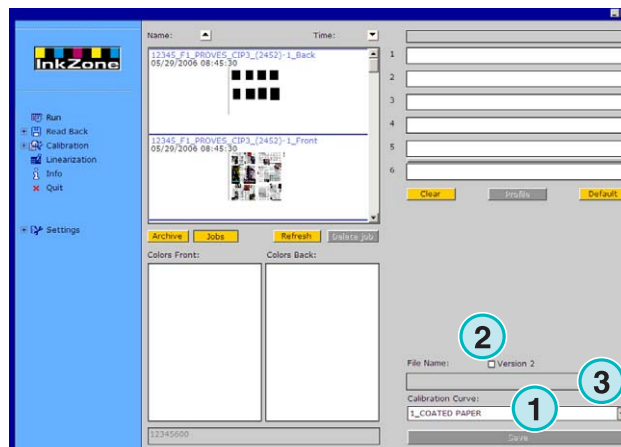 InkZone
Run
Read Back
Calibration
Linearization
Info
Quit
Settings
Name:
Time:
12345_F1_PROVES_CIP3_(2452)-1_Back
05/29/2006 08:45:30
12345_F1_PROVES_CIP3_(2452)-1_Front
05/29/2006 08:45:30
Archive
Jobs
Refresh
Delete job
Colors Front:
Colors Back:
12345600
1
2
3
4
5
6
Clear
Profile
Default
2
File Name:
Version 2
3
Calibration Curve:
1
1_COATED PAPER
Save